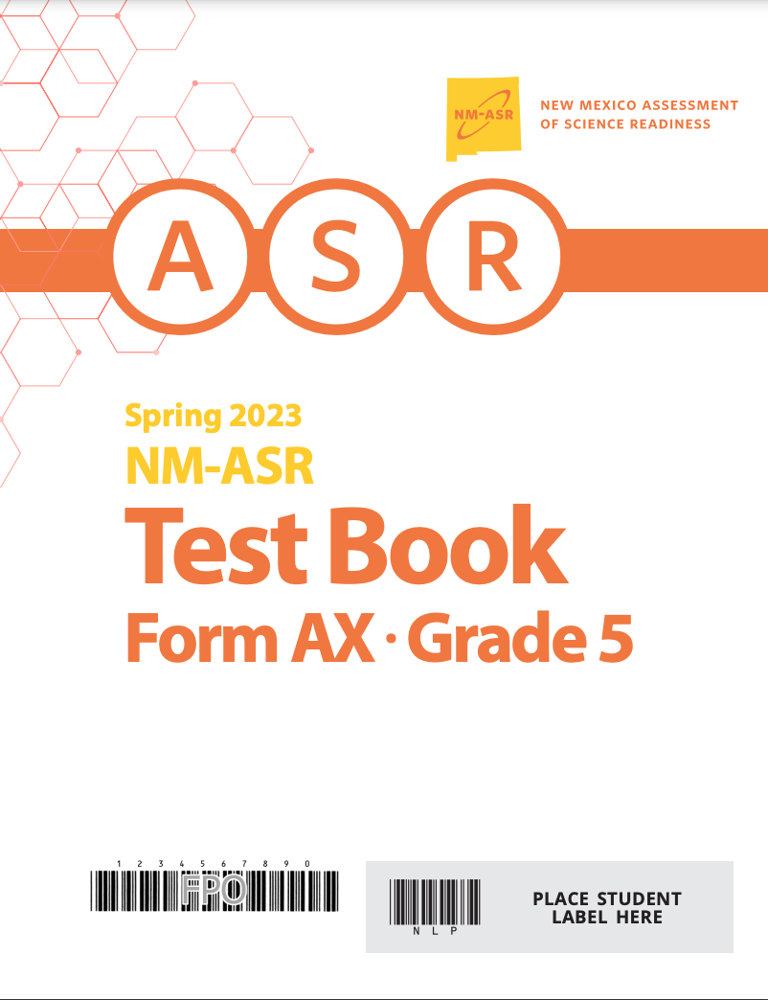 NM-ASR
NEW MEXICO ASSESSMENT
OF SCIENCE READINESS
A S R
Spring 2023
NM-ASR
Test Book
Form AX · Grade 5
1 2 3 4 5 6 7 8 9 0
FPO
N L P
PLACE STUDENT
LABEL HERE